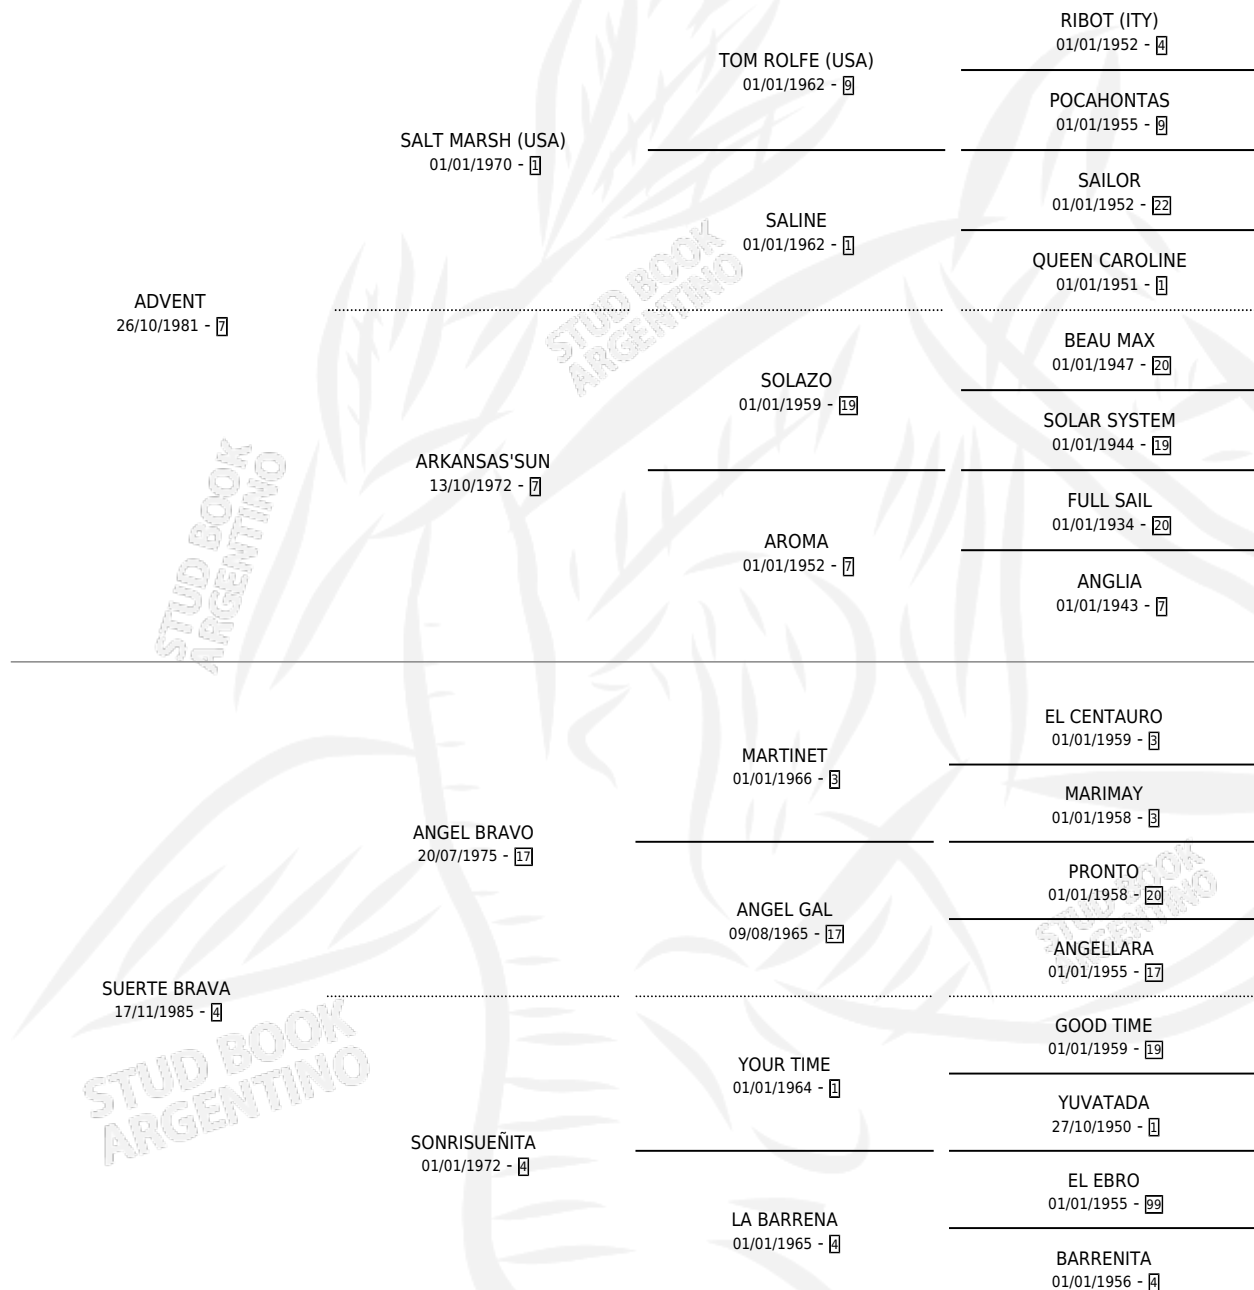 RIBOT (ITY)
01/01/1952 - 4
TOM ROLFE (USA)
01/01/1962 - 9
POCAHONTAS
01/01/1955 - 9
SALT MARSH (USA)
01/01/1970 - 1
SAILOR
01/01/1952 - 22
SALINE
01/01/1962 - 1
QUEEN CAROLINE
01/01/1951 - 1
ADVENT
26/10/1981 - 7
STUD BOOK
ARGENTINO
BEAU MAX
01/01/1947 - 20
SOLAZO
01/01/1959 - 19
SOLAR SYSTEM
01/01/1944 - 19
ARKANSAS'SUN
13/10/1972 - 7
FULL SAIL
01/01/1934 - 20
AROMA
01/01/1952 - 7
ANGLIA
01/01/1943 - 7
STUD BOOK
ARGENTINO
EL CENTAURO
01/01/1959 - 3
MARTINET
01/01/1966 - 3
MARIMAY
01/01/1958 - 3
ANGEL BRAVO
20/07/1975 - 17
PRONTO
01/01/1958 - 20
ANGEL GAL
09/08/1965 - 17
ANGELLARA
01/01/1955 - 17
STUD BOOK
ARGENTINO
SUERTE BRAVA
17/11/1985 - 4
GOOD TIME
01/01/1959 - 19
YOUR TIME
01/01/1964 - 1
YUVATADA
27/10/1950 - 1
STUD BOOK
ARGENTINO
SONRISUEÑITA
01/01/1972 - 4
EL EBRO
01/01/1955 - 99
LA BARRENA
01/01/1965 - 4
BARRENITA
01/01/1956 - 4